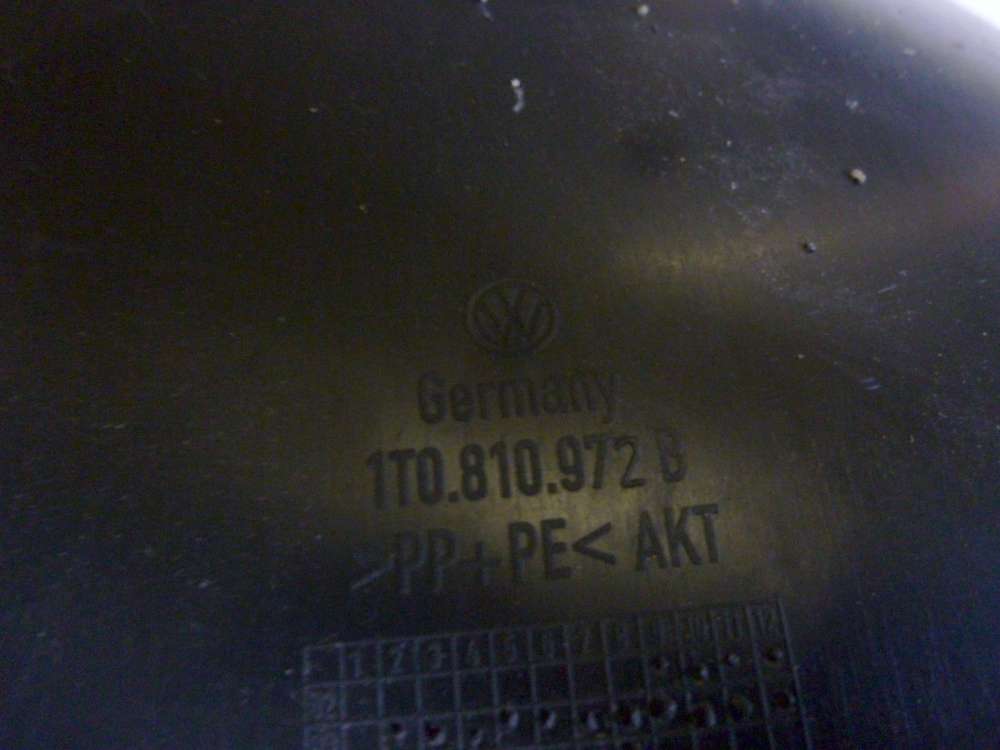 Germany
1T0.810.972 B
>PP+PE< AKT
1 2 3 4 5 6 7 8 9 10 11 12